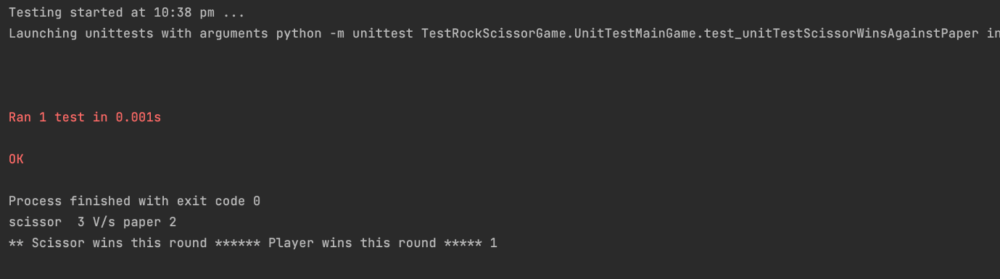 Testing started at 10:38 pm ...
Launching unittests with arguments python -m unittest TestRockScissorGame.UnitTestMainGame.test_unitTestScissorWinsAgainstPaper in
Ran 1 test in 0.001s
OK
Process finished with exit code 0
scissor  3 V/s paper 2
** Scissor wins this round ****** Player wins this round ***** 1